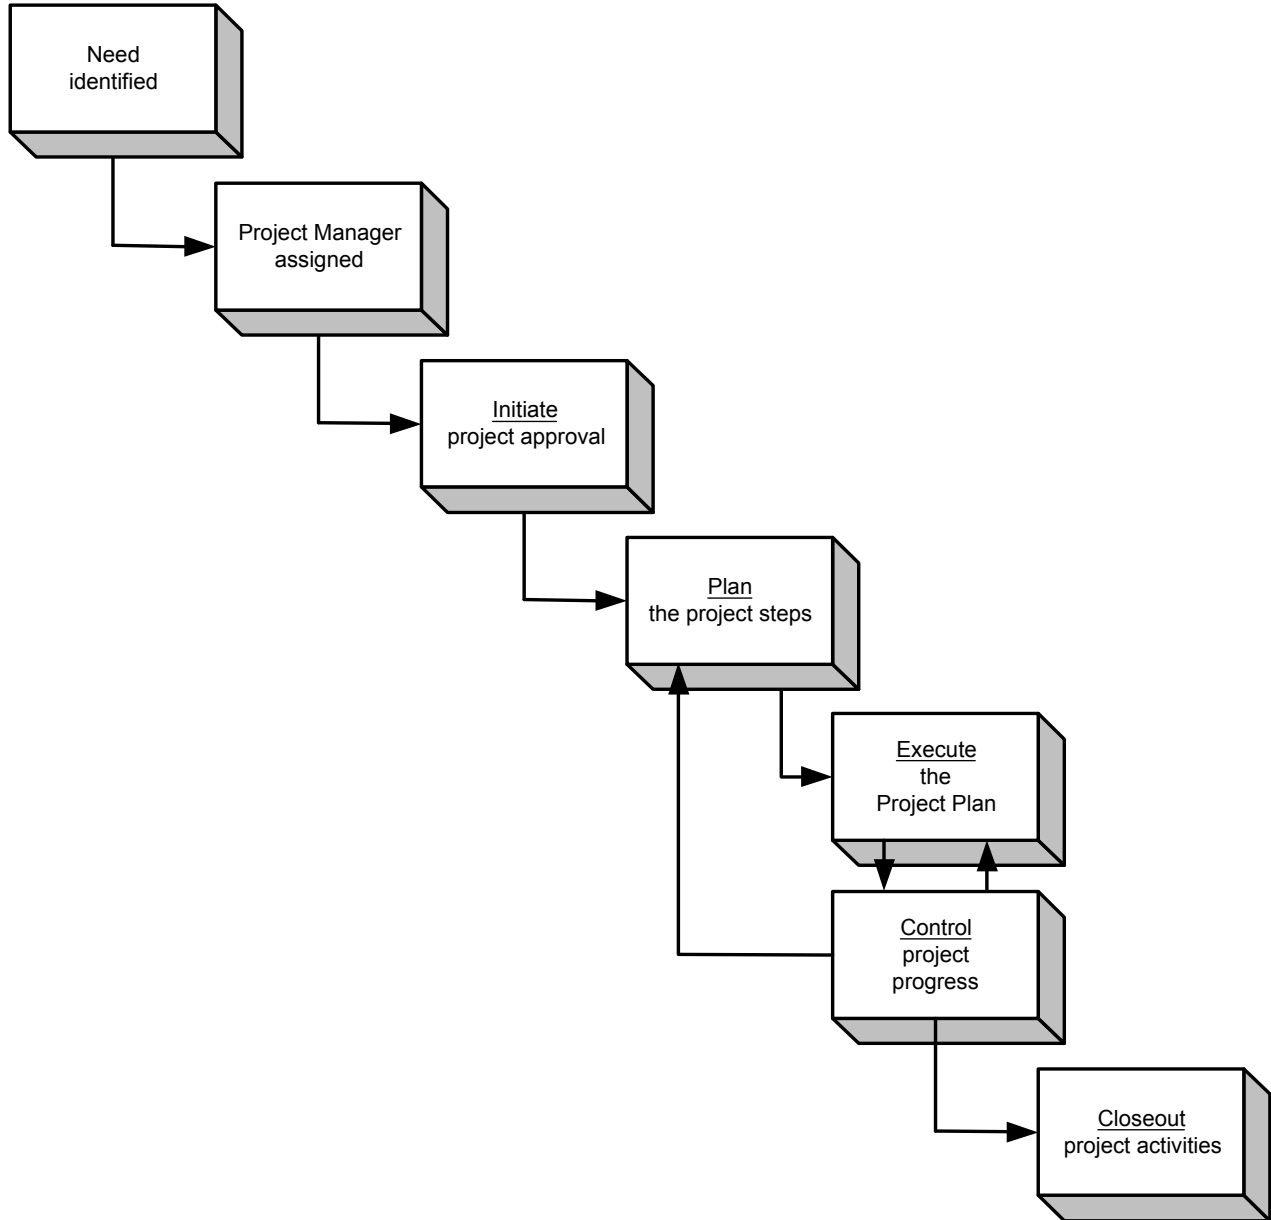 Need
identified
Project Manager
assigned
Initiate
project approval
Plan
the project steps
Execute
the
Project Plan
Control
project
progress
Closeout
project activities